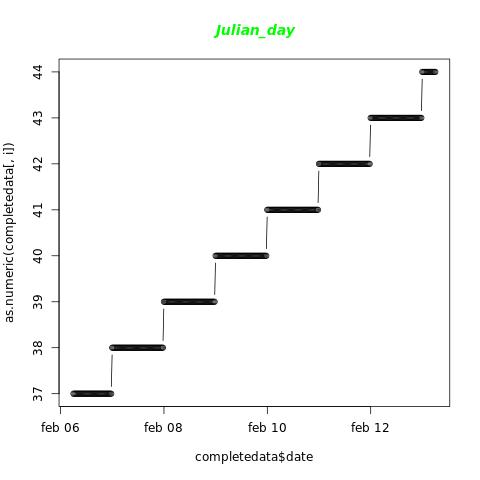 Julian_day
as.numeric(completedata[, i])
44
43
42
41
40
39
38
37
feb 06 feb 08 feb 10 feb 12
completedata$date